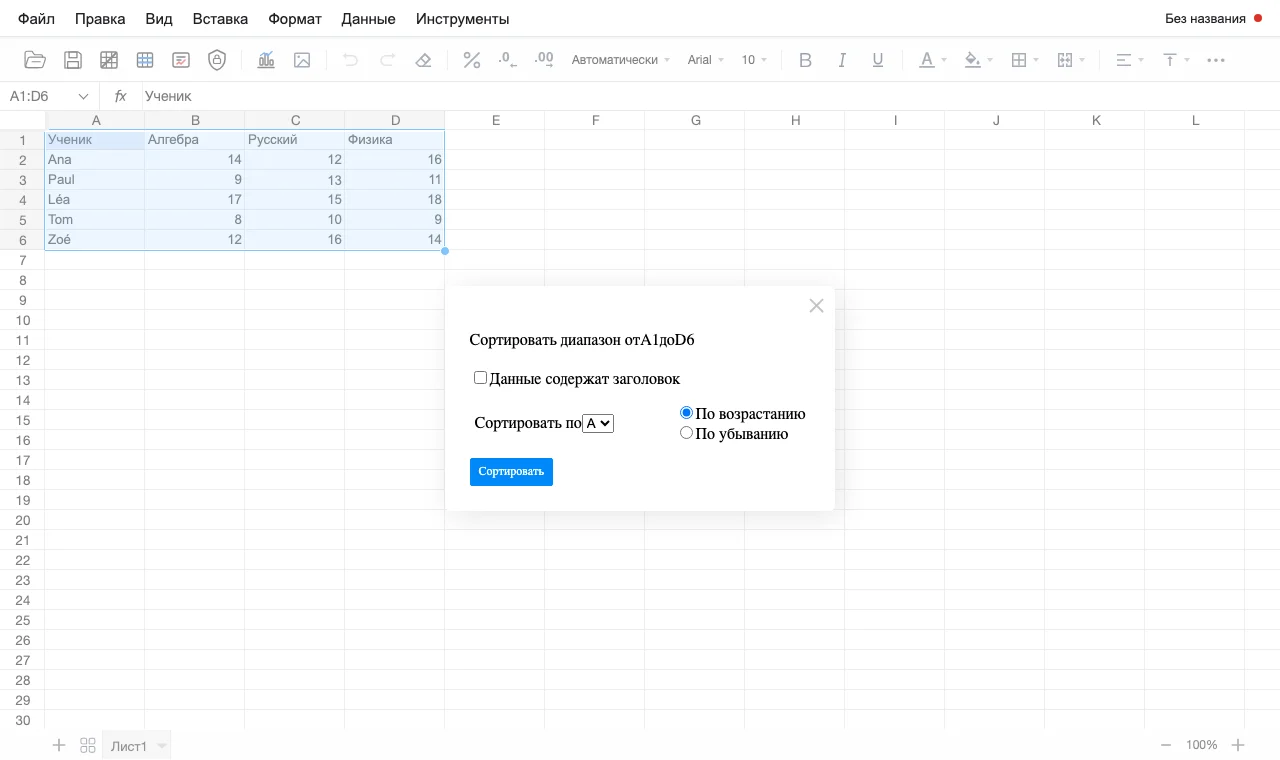 Файл Правка Вид Вставка Формат Данные Инструменты Без названия
.0 .00 Автоматически Arial 10 B I U A
A1:D6 fx Ученик
A B C D E F G H I J K L
1 Ученик Алгебра Русский Физика
2 Ana 14 12 16
3 Paul 9 13 11
4 Léa 17 15 18
5 Tom 8 10 9
6 Zoé 12 16 14
7
8
9
10
11
12
13
14
15
16
17
18
19
20
21
22
23
24
25
26
27
28
29
30
Сортировать диапазон отA1доD6
Данные содержат заголовок
Сортировать по A
По возрастанию
По убыванию
Сортировать
Лист1 100%